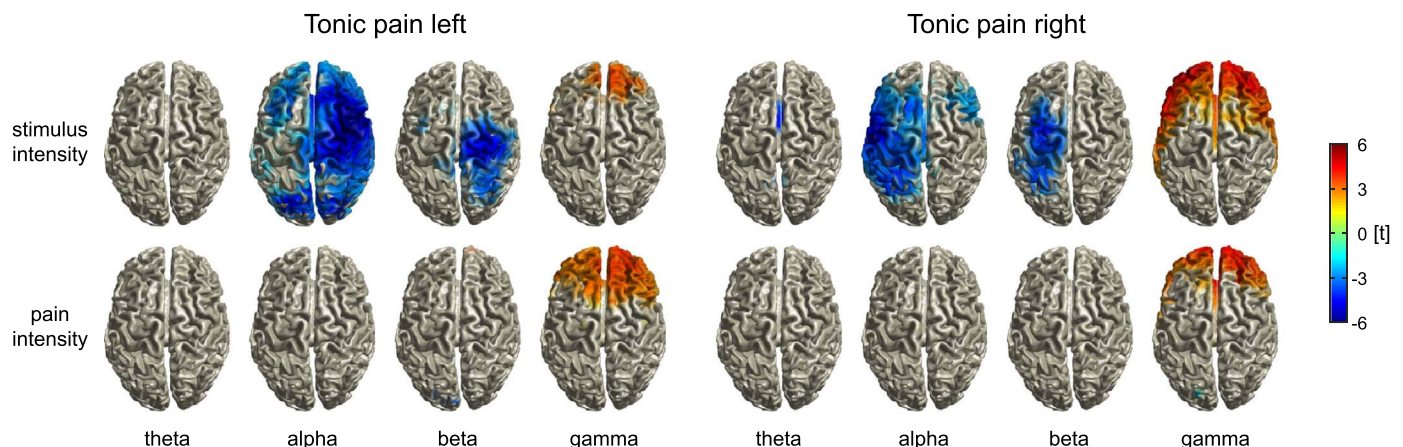 Tonic pain left
Tonic pain right
stimulus
intensity
pain
intensity
theta alpha beta gamma theta alpha beta gamma
6
3
0 [t]
-3
-6